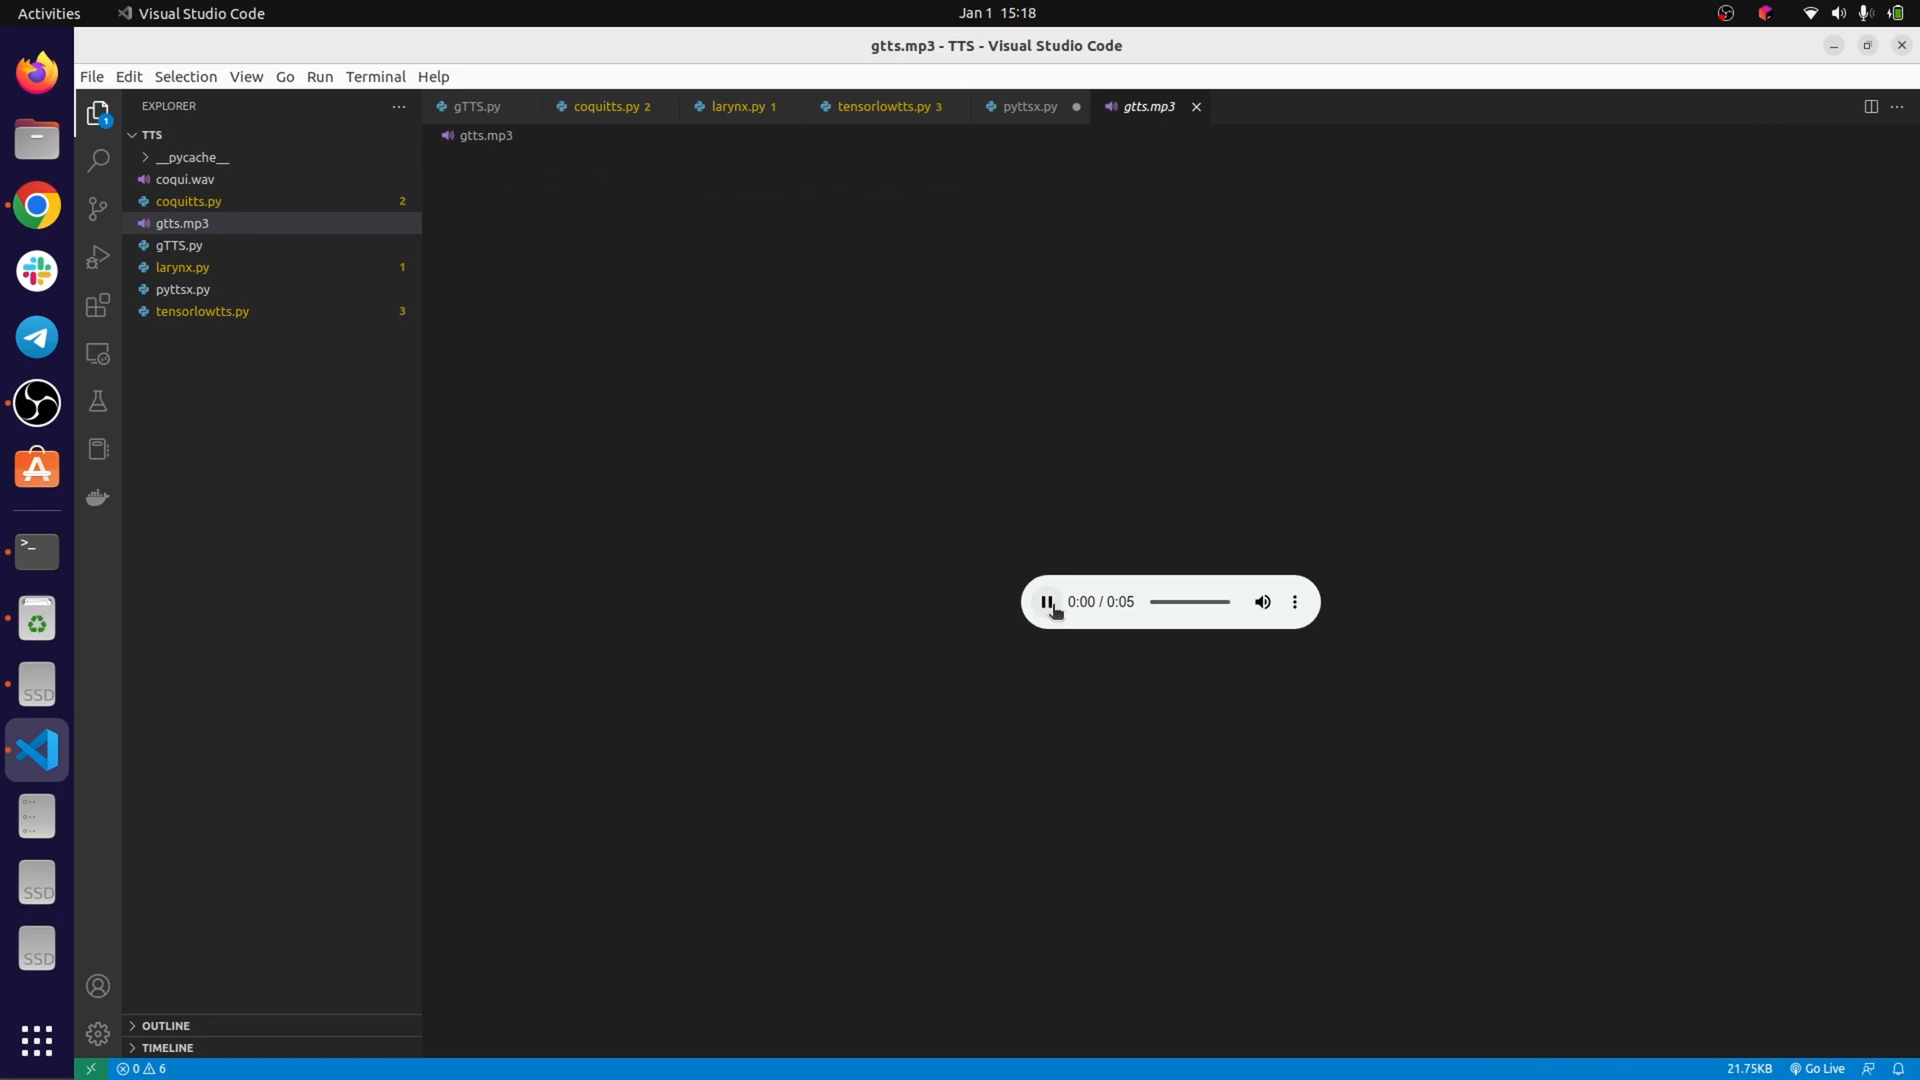 Activities Visual Studio Code Jan 1 15:18
gtts.mp3 - TTS - Visual Studio Code
File Edit Selection View Go Run Terminal Help
EXPLORER
gTTS.py coquitts.py 2 larynx.py 1 tensorlowtts.py 3 pyttsx.py gtts.mp3
gtts.mp3
1
TTS
__pycache__
coqui.wav
coquitts.py 2
gtts.mp3
gTTS.py
larynx.py 1
pyttsx.py
tensorlowtts.py 3
0:00 / 0:05
>_
SSD
SSD
SSD
OUTLINE
TIMELINE
0 6 21.75KB Go Live